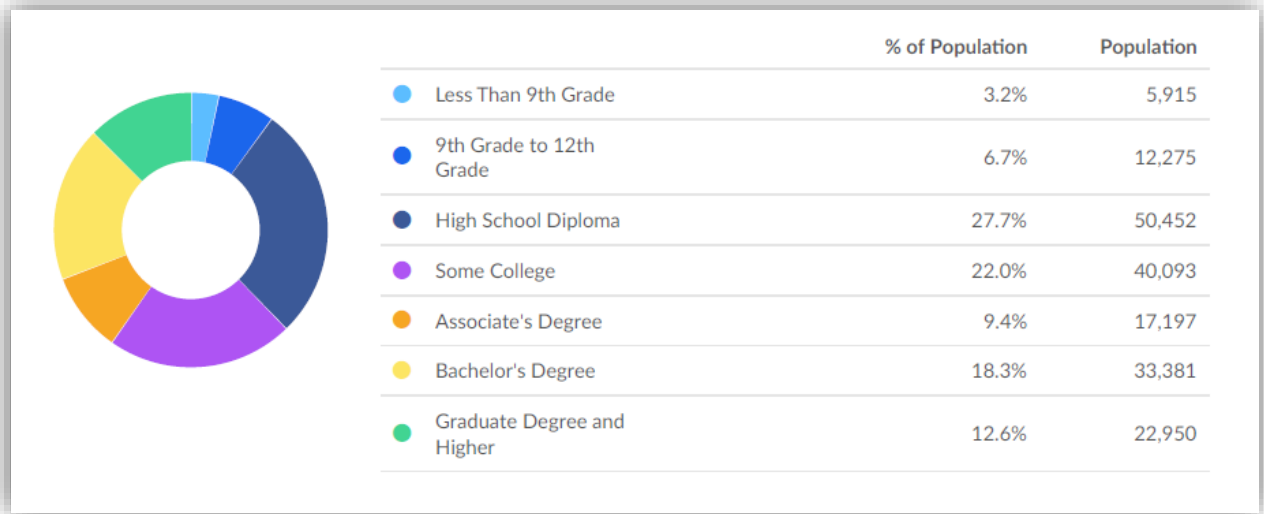 % of Population Population
Less Than 9th Grade 3.2% 5,915
9th Grade to 12th
Grade 6.7% 12,275
High School Diploma 27.7% 50,452
Some College 22.0% 40,093
Associate's Degree 9.4% 17,197
Bachelor's Degree 18.3% 33,381
Graduate Degree and
Higher 12.6% 22,950